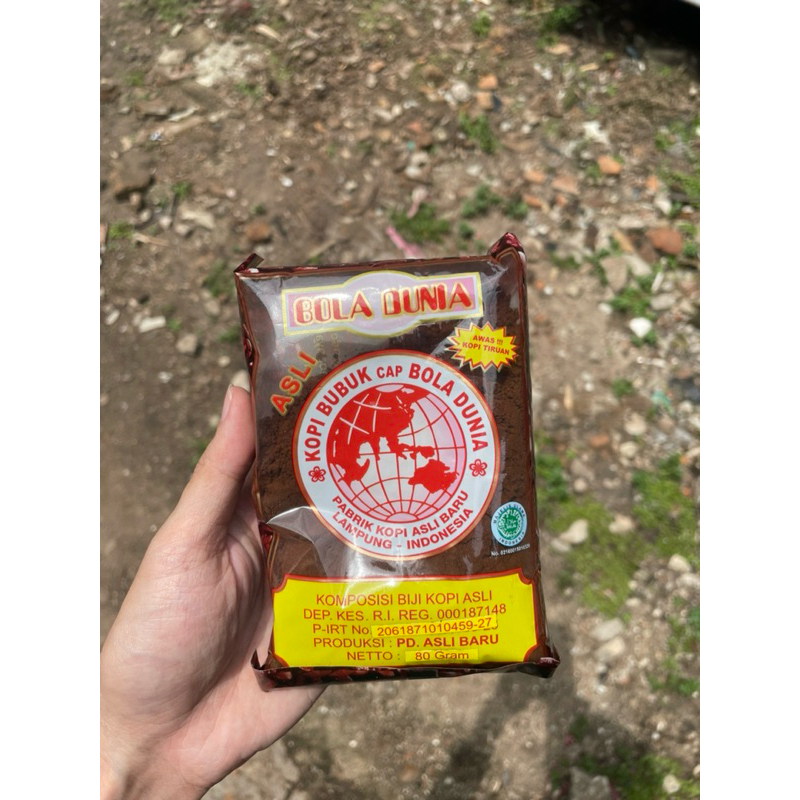 BOLA DUNIA
AWAS !!!
KOPI TIRUAN
ASLI
KOPI BUBUK CAP BOLA DUNIA
PABRIK KOPI ASLI BARU
LAMPUNG - INDONESIA
KOMPOSISI BIJI KOPI ASLI
DEP. KES. R.I. REG. 000187148
P-IRT No. 2061871010459-27
PRODUKSI : PD. ASLI BARU
NETTO : 80 Gram